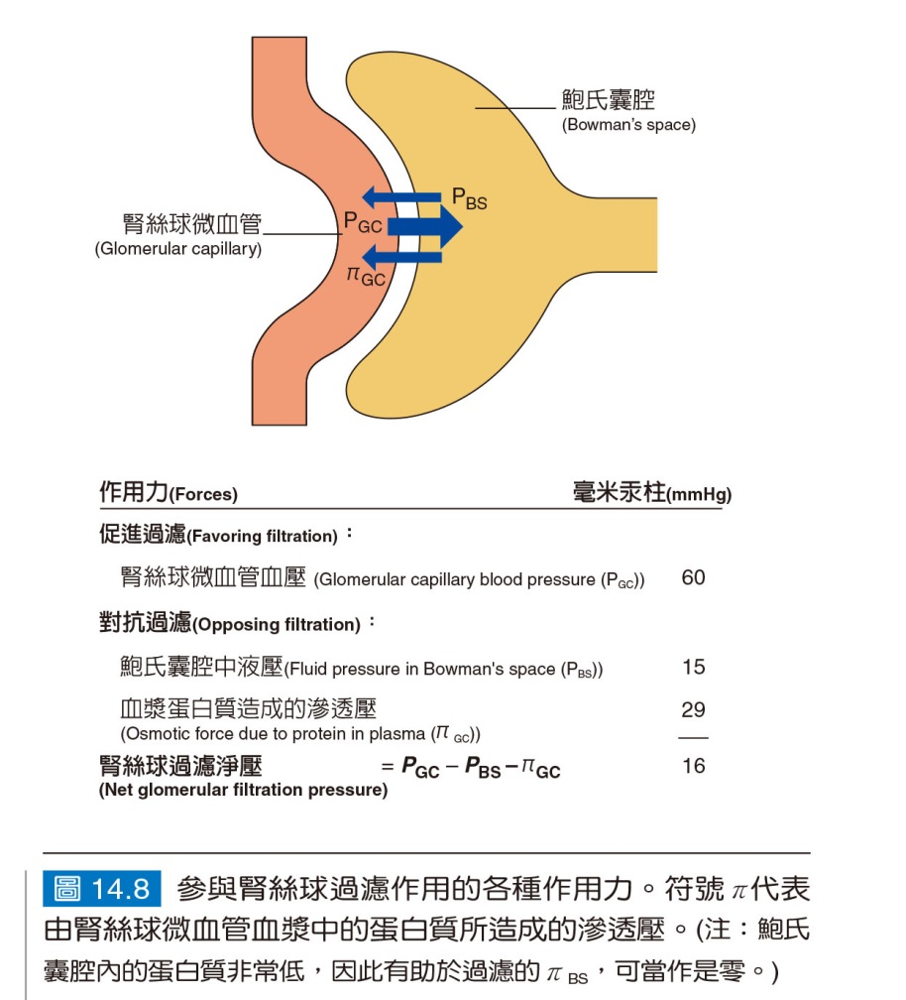 鮑氏囊腔
(Bowman's space)
PBS
腎絲球微血管
(Glomerular capillary)
PGC
πGC
作用力(Forces) 毫米汞柱(mmHg)
促進過濾(Favoring filtration)：
腎絲球微血管血壓 (Glomerular capillary blood pressure (PGC)) 60
對抗過濾(Opposing filtration)：
鮑氏囊腔中液壓(Fluid pressure in Bowman's space (PBS)) 15
血漿蛋白質造成的滲透壓 29
(Osmotic force due to protein in plasma (π GC))
腎絲球過濾淨壓 = PGC – PBS – πGC 16
(Net glomerular filtration pressure)
圖 14.8 參與腎絲球過濾作用的各種作用力。符號 π 代表
由腎絲球微血管血漿中的蛋白質所造成的滲透壓。(注：鮑氏
囊腔內的蛋白質非常低，因此有助於過濾的 π BS，可當作是零。)